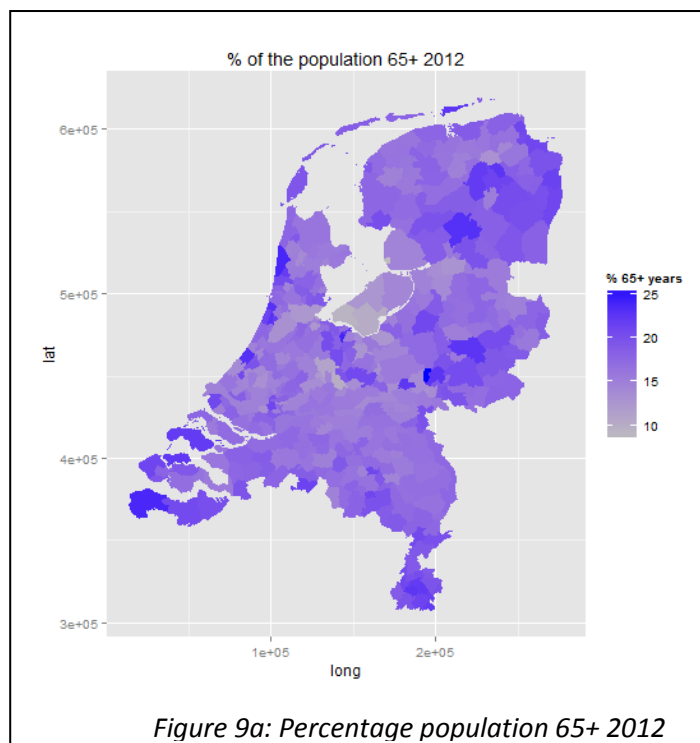 % of the population 65+ 2012
6e+05
5e+05
4e+05
3e+05
lat
1e+05
2e+05
long
% 65+ years
25
20
15
10
Figure 9a: Percentage population 65+ 2012